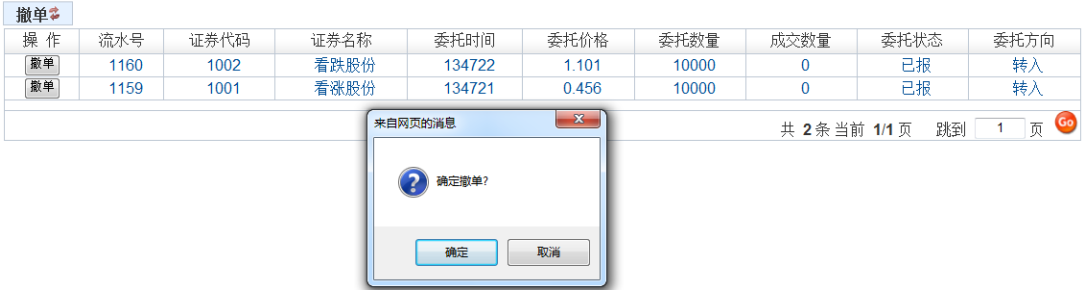 撤单
操 作 流水号 证券代码 证券名称 委托时间 委托价格 委托数量 成交数量 委托状态 委托方向
撤单 1160 1002 看跌股份 134722 1.101 10000 0 已报 转入
撤单 1159 1001 看涨股份 134721 0.456 10000 0 已报 转入
共 2 条 当前 1/1 页 跳到 1 页 Go
来自网页的消息
确定撤单?
确定 取消